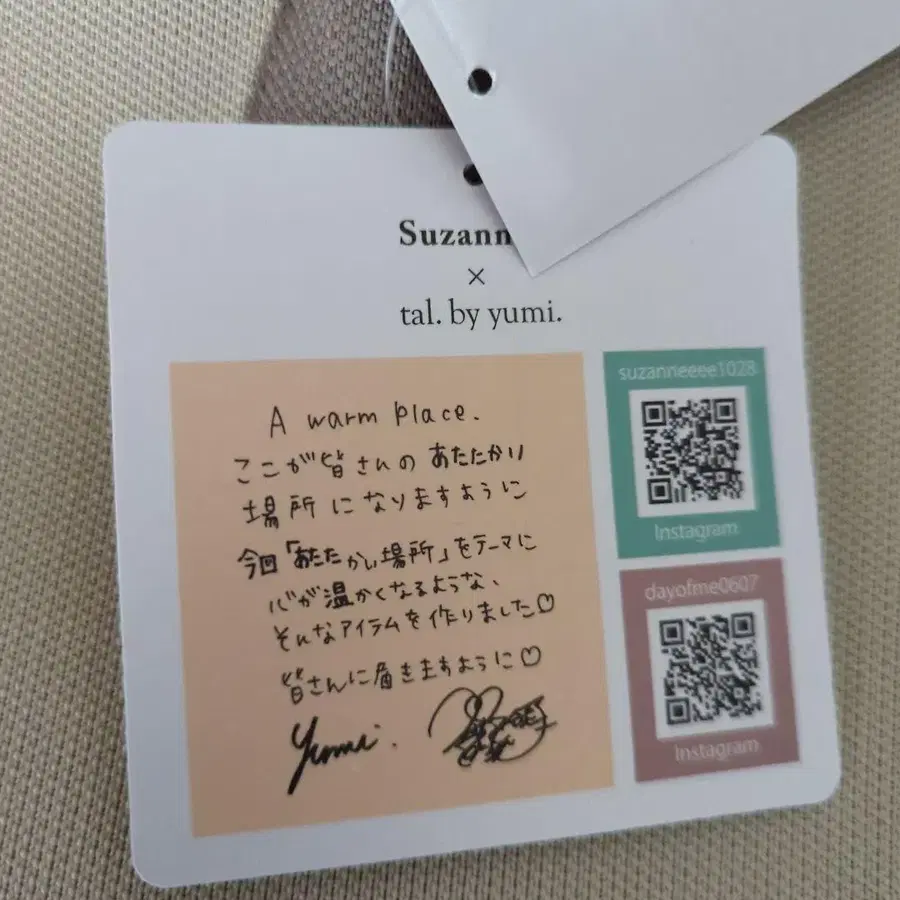 Suzann
×
tal. by yumi.
A warm place.
ここが皆さんのあたたかい
場所になりますように
今回「あたたかい場所」をテーマに
心が温かくなるような、
そんなアイテムを作りました♡
皆さんに届きますように♡
Yumi.
suzanneeee1028
Instagram
dayofme0607
Instagram